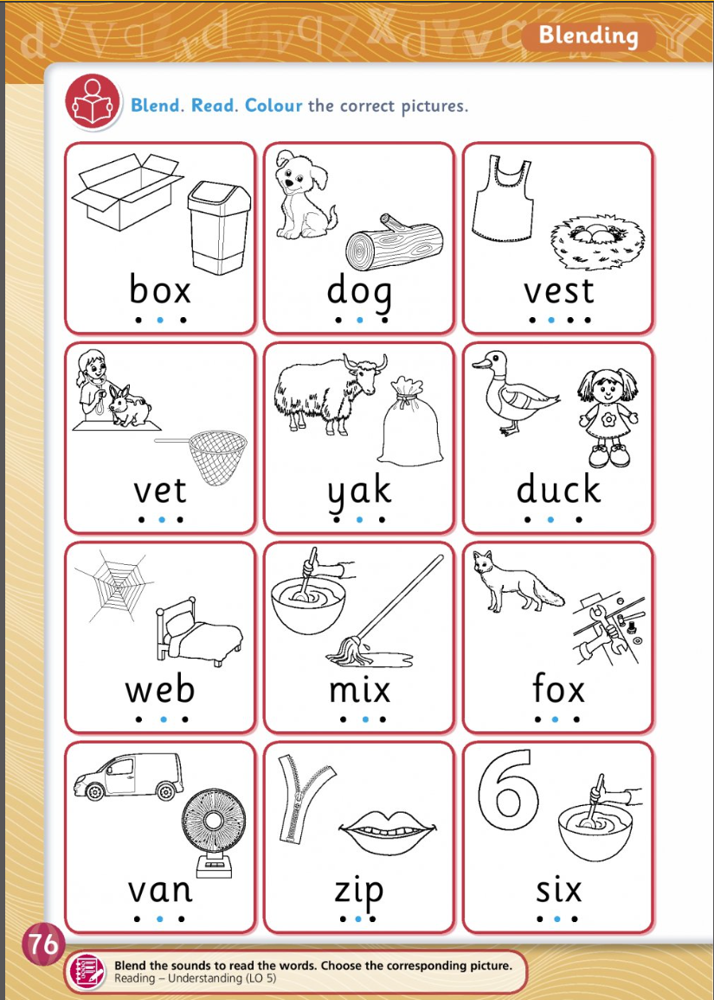 Blending
Blend. Read. Colour the correct pictures.
box
dog
vest
vet
yak
duck
web
mix
fox
van
zip
six
6
76
Blend the sounds to read the words. Choose the corresponding picture.
Reading – Understanding (LO 5)